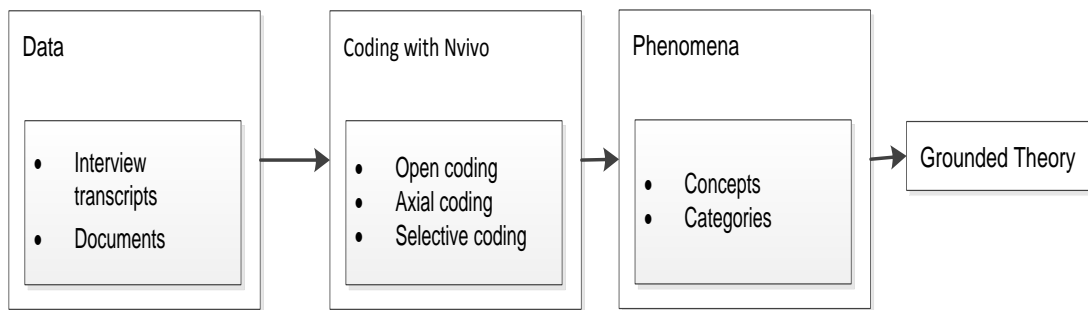 Data
• Interview
transcripts
• Documents
Coding with Nvivo
• Open coding
• Axial coding
• Selective coding
Phenomena
• Concepts
• Categories
Grounded Theory